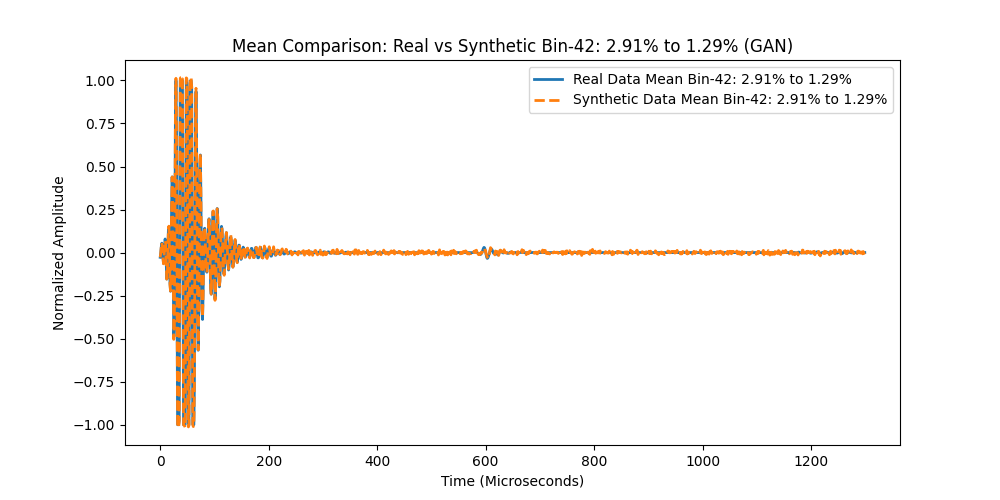 Mean Comparison: Real vs Synthetic Bin-42: 2.91% to 1.29% (GAN)
Real Data Mean Bin-42: 2.91% to 1.29%
Synthetic Data Mean Bin-42: 2.91% to 1.29%
Normalized Amplitude
1.00
0.75
0.50
0.25
0.00
−0.25
−0.50
−0.75
−1.00
0 200 400 600 800 1000 1200
Time (Microseconds)